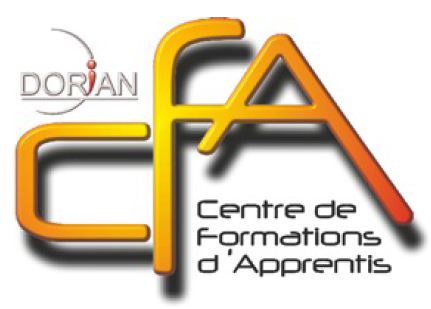 DORIAN
CFA
Centre de
Formations
d'Apprentis